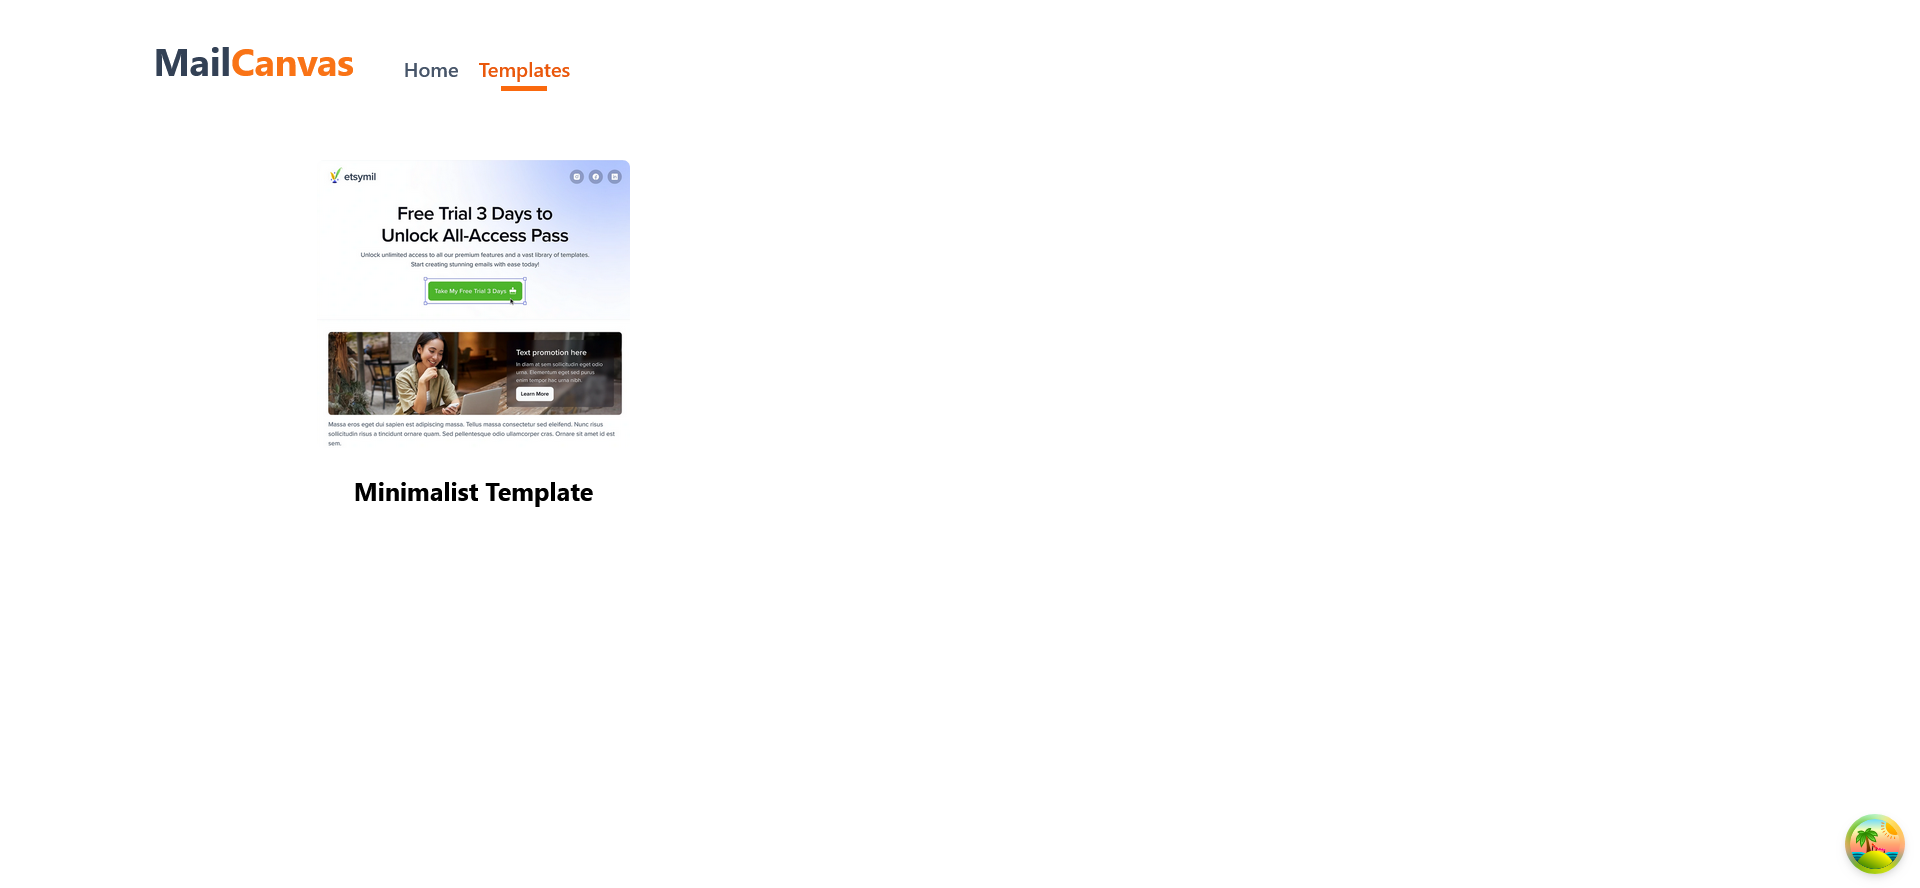 MailCanvas
Home
Templates
etsymil
Free Trial 3 Days to
Unlock All-Access Pass
Unlock unlimited access to all our premium features and a vast library of templates.
Start creating stunning emails with ease today!
Take My Free Trial 3 Days
Text promotion here
In diam at sem sollicitudin eget odio
urna. Elementum eget sed purus
enim tempor hac urna nibh.
Learn More
Massa eros eget dui sapien est adipiscing massa. Tellus massa consectetur sed eleifend. Nunc risus
sollicitudin risus a tincidunt ornare quam. Sed pellentesque odio ullamcorper cras. Ornare sit amet id est
sem.
Minimalist Template